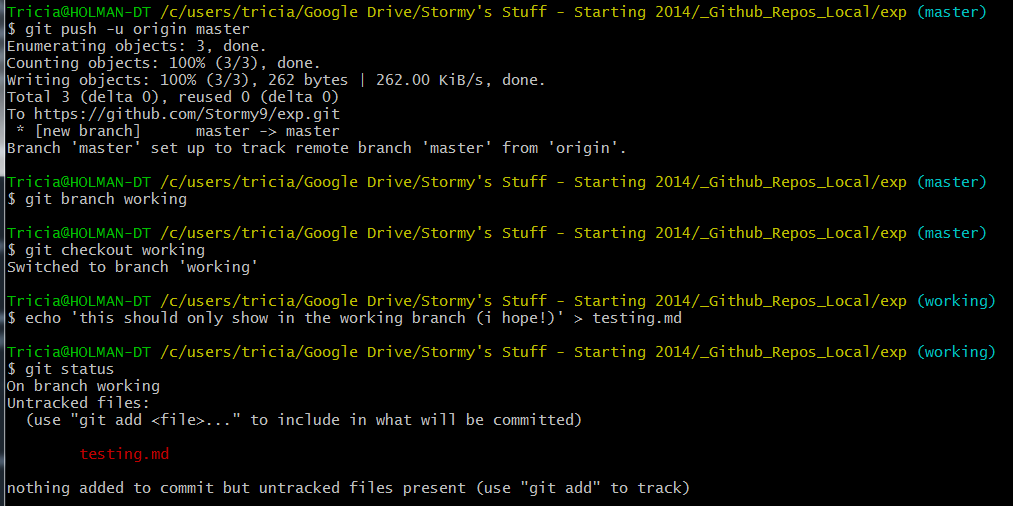 Tricia@HOLMAN-DT /c/users/tricia/Google Drive/Stormy's Stuff - Starting 2014/_Github_Repos_Local/exp (master)
$ git push -u origin master
Enumerating objects: 3, done.
Counting objects: 100% (3/3), done.
Writing objects: 100% (3/3), 262 bytes | 262.00 KiB/s, done.
Total 3 (delta 0), reused 0 (delta 0)
To https://github.com/Stormy9/exp.git
 * [new branch]      master -> master
Branch 'master' set up to track remote branch 'master' from 'origin'.
Tricia@HOLMAN-DT /c/users/tricia/Google Drive/Stormy's Stuff - Starting 2014/_Github_Repos_Local/exp (master)
$ git branch working
Tricia@HOLMAN-DT /c/users/tricia/Google Drive/Stormy's Stuff - Starting 2014/_Github_Repos_Local/exp (master)
$ git checkout working
Switched to branch 'working'
Tricia@HOLMAN-DT /c/users/tricia/Google Drive/Stormy's Stuff - Starting 2014/_Github_Repos_Local/exp (working)
$ echo 'this should only show in the working branch (i hope!)' > testing.md
Tricia@HOLMAN-DT /c/users/tricia/Google Drive/Stormy's Stuff - Starting 2014/_Github_Repos_Local/exp (working)
$ git status
On branch working
Untracked files:
  (use "git add <file>..." to include in what will be committed)
        testing.md
nothing added to commit but untracked files present (use "git add" to track)